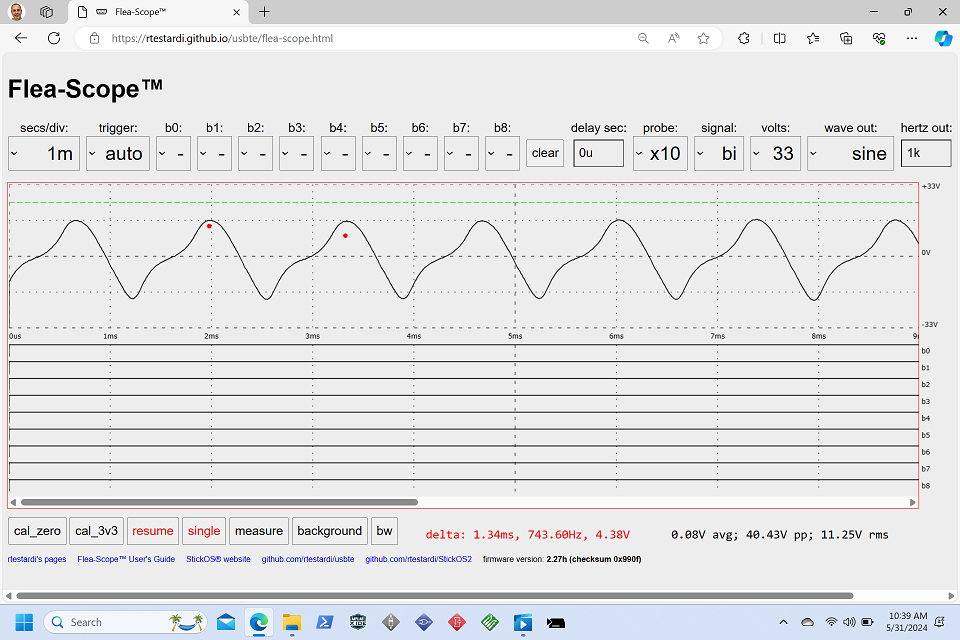 Flea-Scope™
https://rtestardi.github.io/usbte/flea-scope.html
Flea-Scope™
secs/div: trigger: b0: b1: b2: b3: b4: b5: b6: b7: b8: delay sec: probe: signal: volts: wave out: hertz out:
1m auto - - - - - - - - - clear 0u x10 bi 33 sine 1k
+33V
0V
-33V
0us 1ms 2ms 3ms 4ms 5ms 6ms 7ms 8ms 9
b0
b1
b2
b3
b4
b5
b6
b7
b8
cal_zero cal_3v3 resume single measure background bw delta: 1.34ms, 743.60Hz, 4.38V 0.08V avg; 40.43V pp; 11.25V rms
rtestardi's pages Flea-Scope™ User's Guide StickOS® website github.com/rtestardi/usbte github.com/rtestardi/StickOS2 firmware version: 2.27h (checksum 0x990f)
Search
10:39 AM
5/31/2024